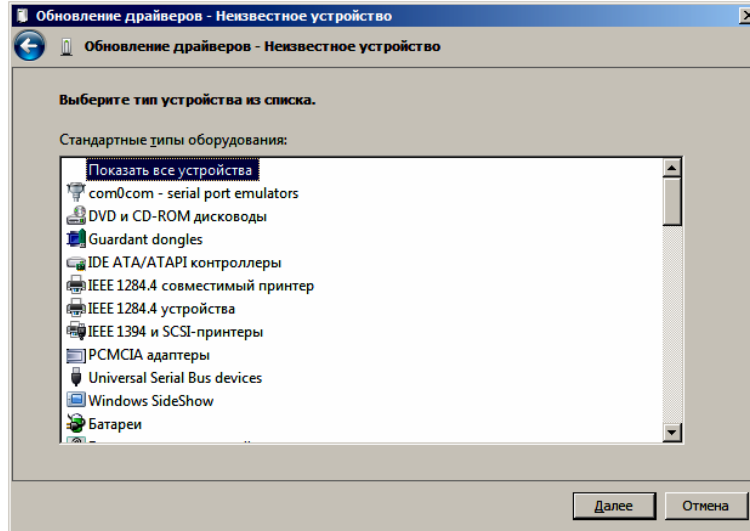 Обновление драйверов - Неизвестное устройство
Обновление драйверов - Неизвестное устройство
Выберите тип устройства из списка.
Стандартные типы оборудования:
Показать все устройства
com0com - serial port emulators
DVD и CD-ROM дисководы
Guardant dongles
IDE ATA/ATAPI контроллеры
IEEE 1284.4 совместимый принтер
IEEE 1284.4 устройства
IEEE 1394 и SCSI-принтеры
PCMCIA адаптеры
Universal Serial Bus devices
Windows SideShow
Батареи
Далее Отмена